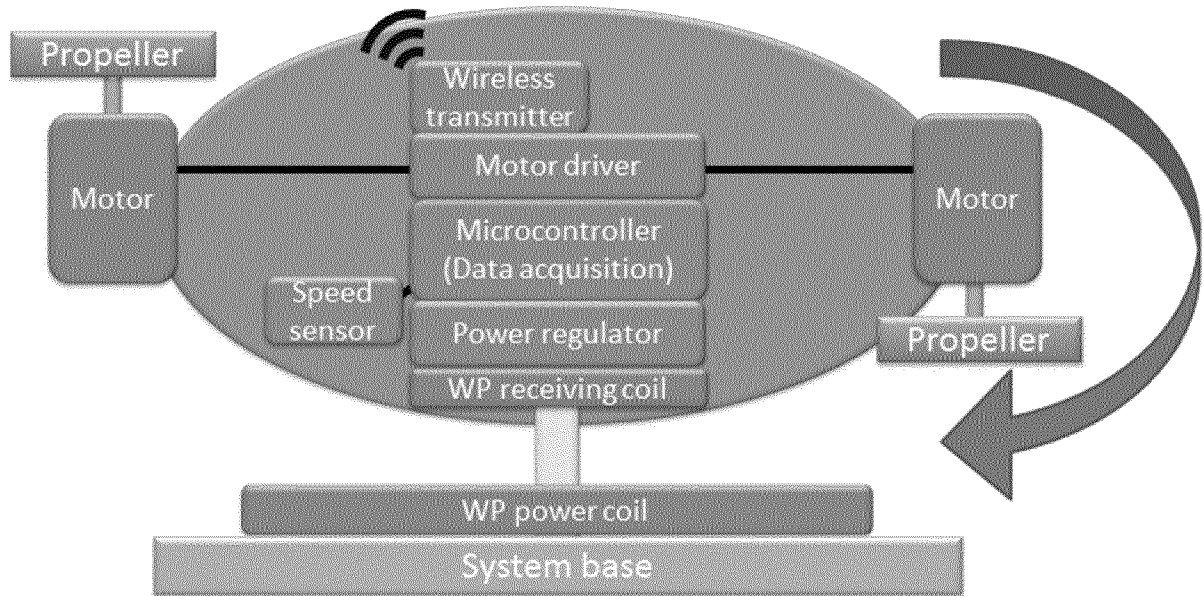 Propeller
Wireless
transmitter
Motor driver
Motor
Motor
Microcontroller
(Data acquisition)
Speed
sensor
Power regulator
Propeller
WP receiving coil
WP power coil
System base